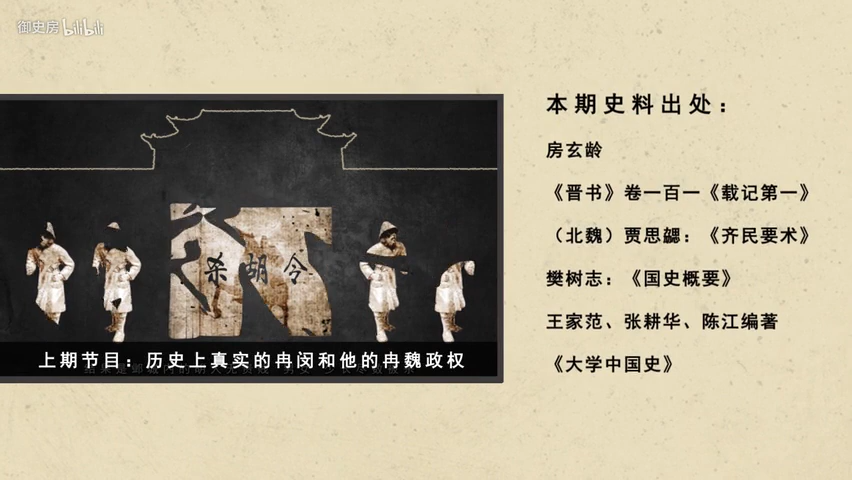 御史房 bilibili
杀胡令
上期节目：历史上真实的冉闵和他的冉魏政权
本期史料出处：
房玄龄
《晋书》卷一百一《载记第一》
（北魏）贾思勰：《齐民要术》
樊树志：《国史概要》
王家范、张耕华、陈江编著
《大学中国史》